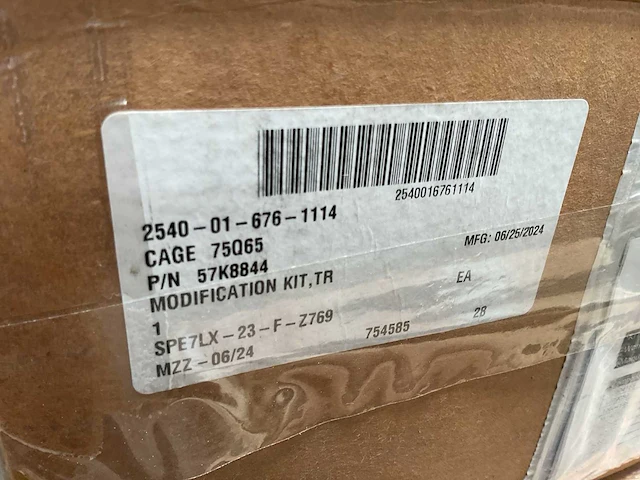 2540016761114
2540-01-676-1114
CAGE 75Q65
MFG: 06/25/2024
P/N 57K8844
MODIFICATION KIT,TR EA
1
SPE7LX-23-F-Z769 754585 28
MZZ-06/24